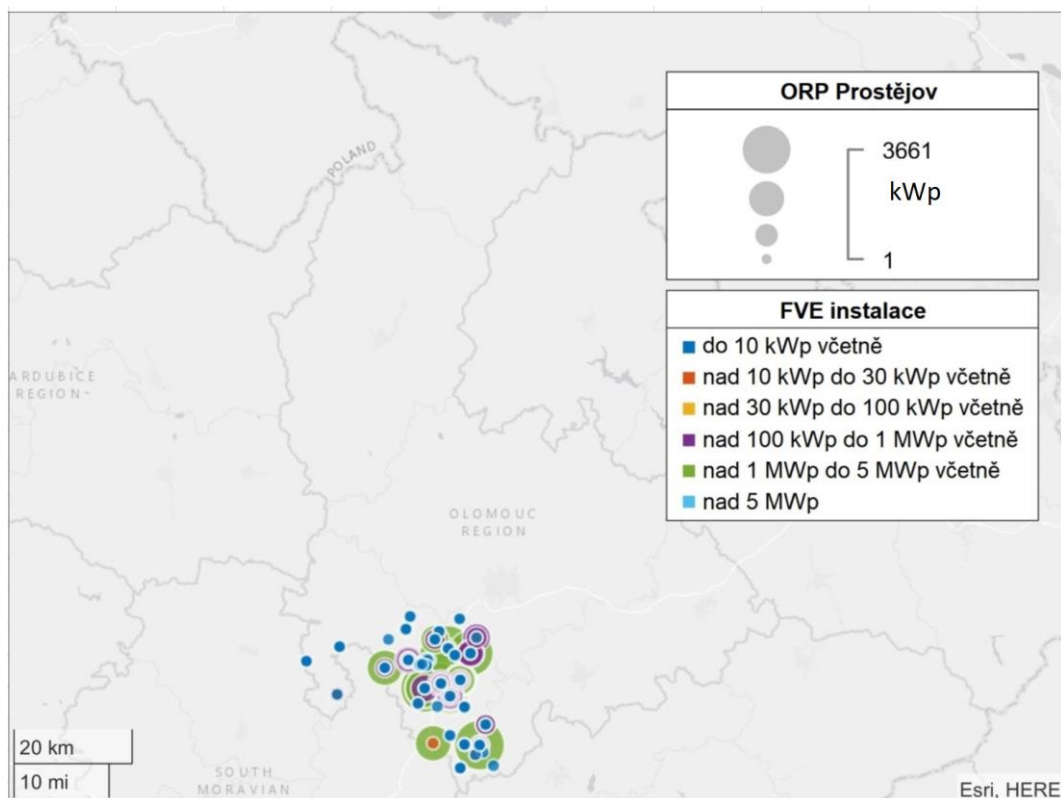 POLAND
ARDUBICE
REGION
OLOMOUC
REGION
SOUTH
MORAVIAN
ORP Prostějov
3661
kWp
1
FVE instalace
do 10 kWp včetně
nad 10 kWp do 30 kWp včetně
nad 30 kWp do 100 kWp včetně
nad 100 kWp do 1 MWp včetně
nad 1 MWp do 5 MWp včetně
nad 5 MWp
20 km
10 mi
Esri, HERE